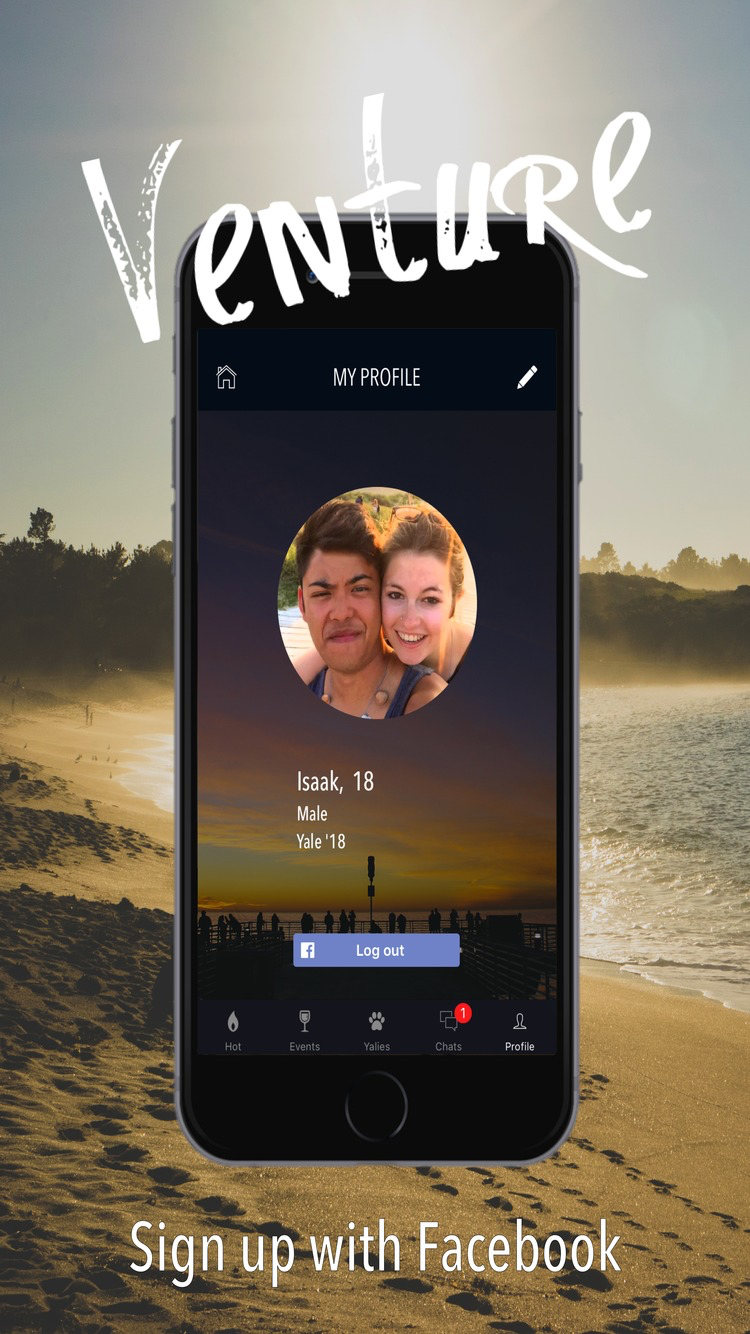 Venture
MY PROFILE
Isaak, 18
Male
Yale '18
Log out
1
Hot
Events
Yalies
Chats
Profile
Sign up with Facebook